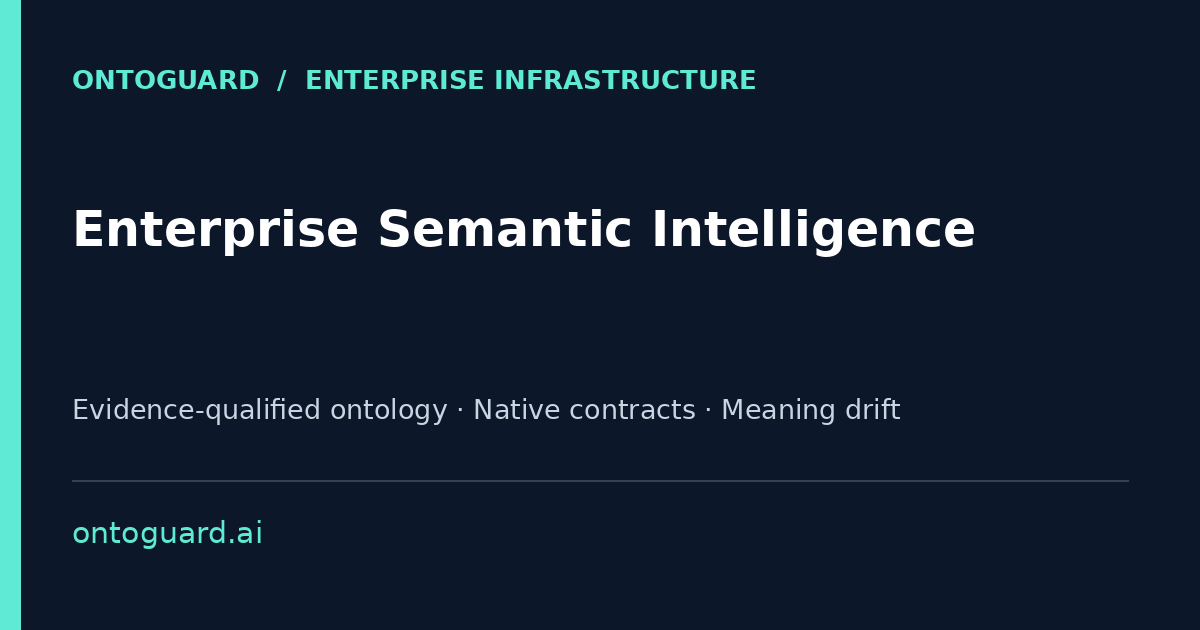 ONTOGUARD / ENTERPRISE INFRASTRUCTURE
Enterprise Semantic Intelligence
Evidence-qualified ontology · Native contracts · Meaning drift
ontoguard.ai